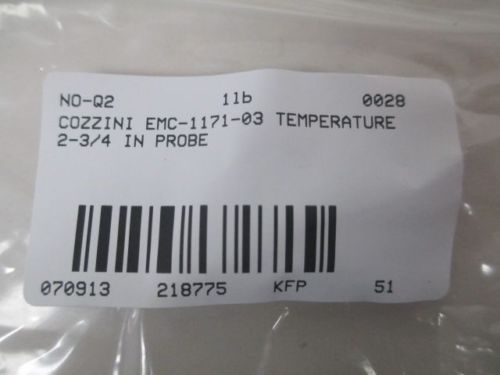 NO-Q2 1lb 0028
COZZINI EMC-1171-03 TEMPERATURE
2-3/4 IN PROBE
070913 218775 KFP 51